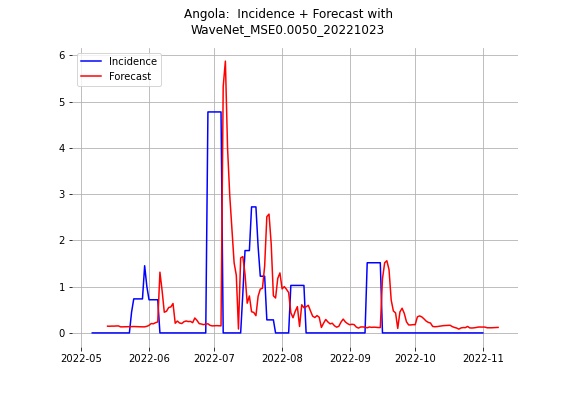 Angola:  Incidence + Forecast with
WaveNet_MSE0.0050_20221023
Incidence
Forecast
6
5
4
3
2
1
0
2022-05 2022-06 2022-07 2022-08 2022-09 2022-10 2022-11